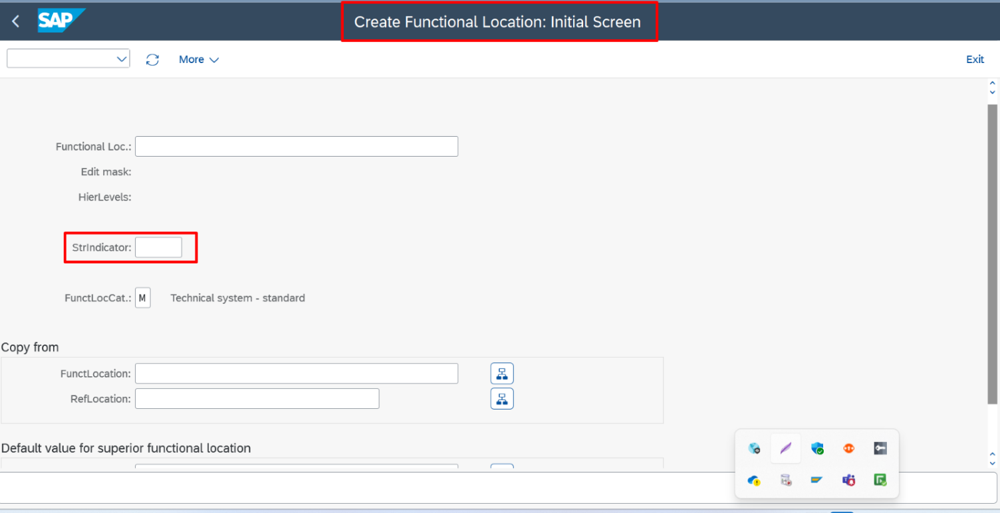 SAP
Create Functional Location: Initial Screen
More
Exit
Functional Loc.:
Edit mask:
HierLevels:
StrIndicator:
FunctLocCat.: M Technical system - standard
Copy from
FunctLocation:
RefLocation:
Default value for superior functional location